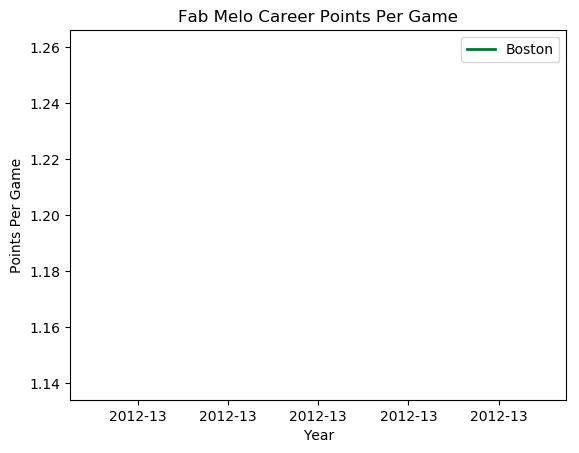 Fab Melo Career Points Per Game
Boston
1.26
1.24
1.22
1.20
1.18
1.16
1.14
Points Per Game
2012-13 2012-13 2012-13 2012-13 2012-13
Year